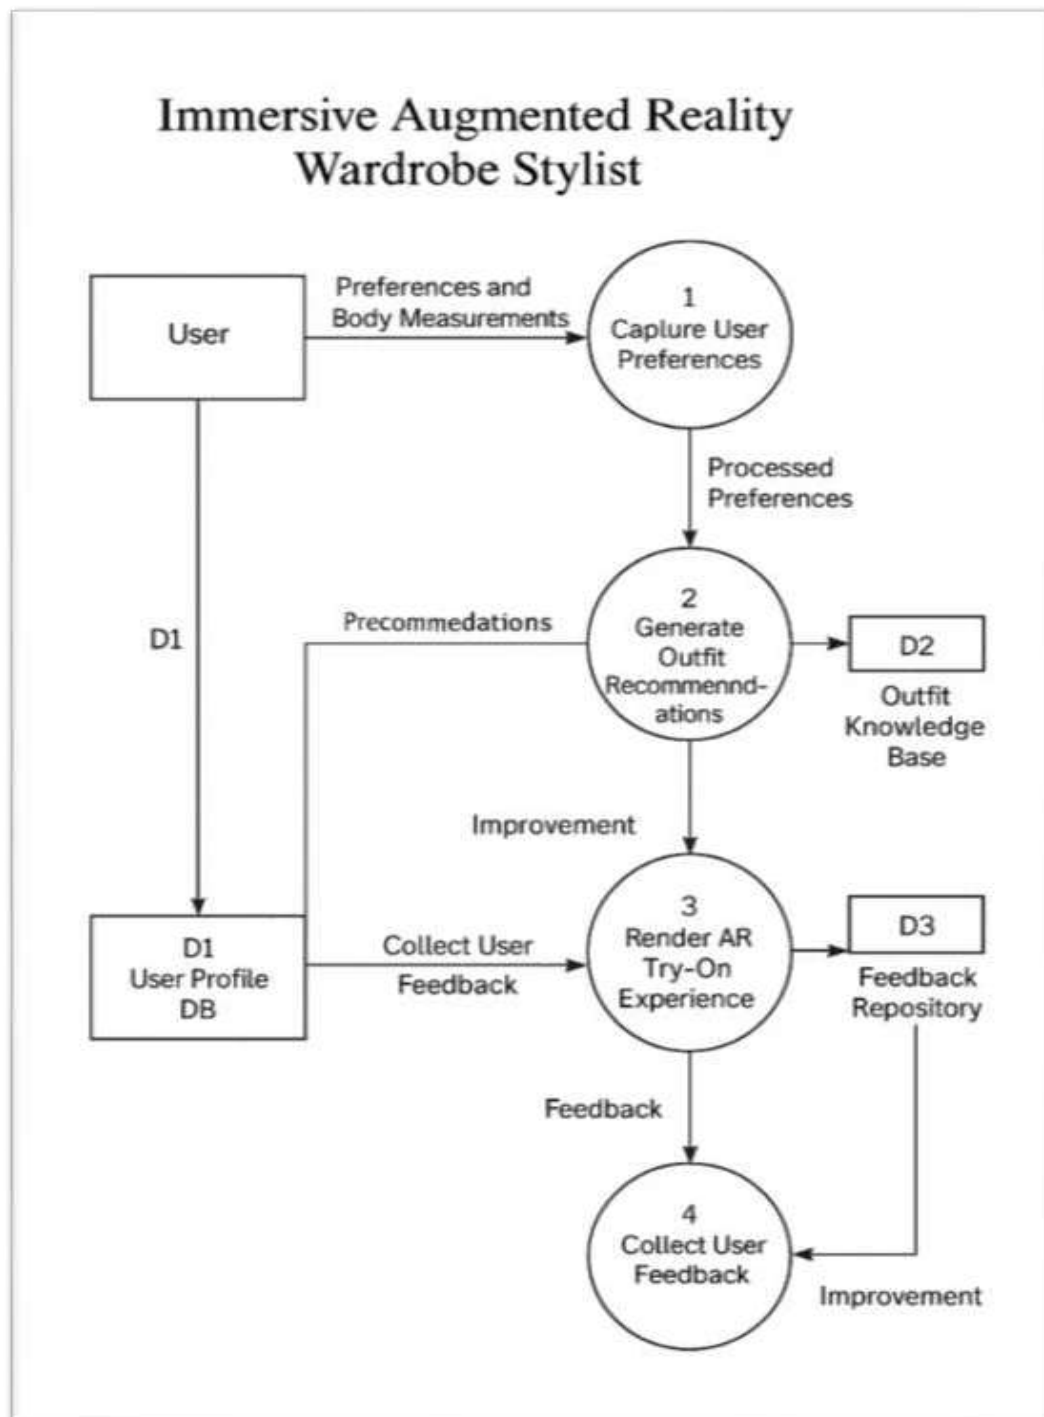 Immersive Augmented Reality
Wardrobe Stylist
User
Preferences and
Body Measurements
1
Caplure User
Preferences
Processed
Preferences
D1
Precommedations
2
Generate
Outfit
Recommennd-
ations
D2
Outfit
Knowledge
Base
Improvement
D1
User Profile
DB
Collect User
Feedback
3
Render AR
Try-On
Experience
D3
Feedback
Repository
Feedback
4
Collect User
Feedback
Improvement